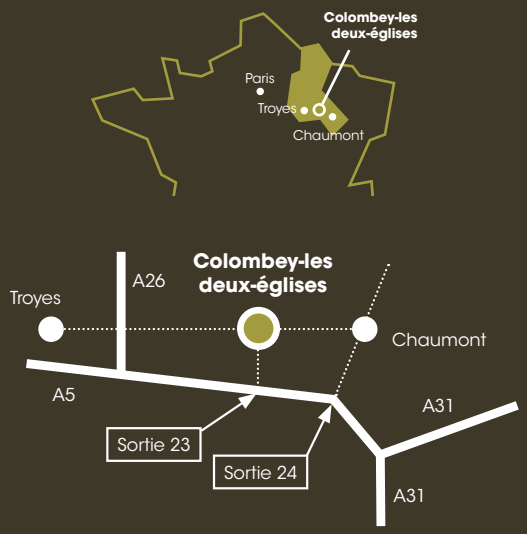 Colombey-les
deux-églises
Paris
Troyes
Chaumont
Colombey-les
deux-églises
A26
Troyes
Chaumont
A5
A31
Sortie 23
Sortie 24
A31